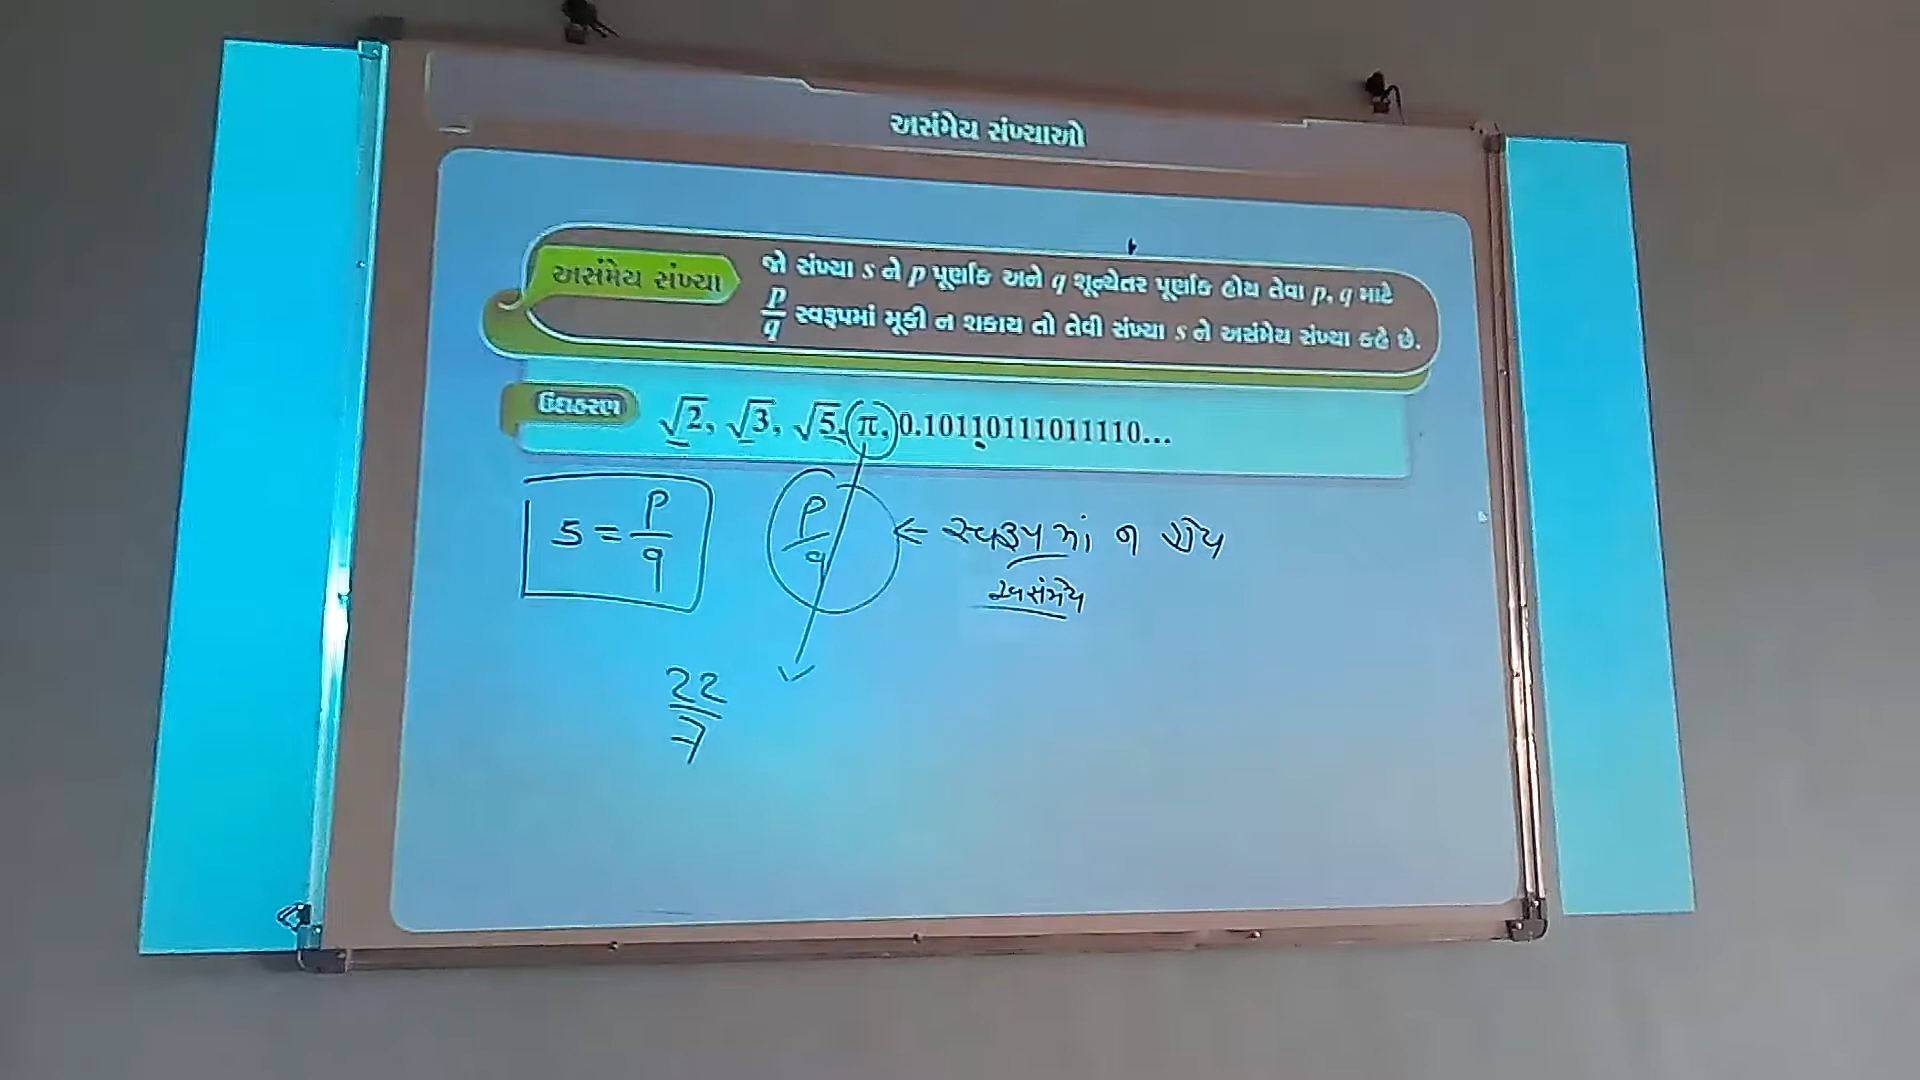 અસંમેય સંખ્યાઓ
અસંમેય સંખ્યા
જો સંખ્યા s ને p પૂર્ણાંક અને q શૂન્યેતર પૂર્ણાંક હોય તેવા p, q માટે
p/q સ્વરૂપમાં મૂકી ન શકાય તો તેવી સંખ્યા s ને અસંમેય સંખ્યા કહે છે.
ઉદાહરણ
√2, √3, √5, π, 0.10110111011110...
s = p/q
p/q ← સ્વરૂપમાં ન હોય
અસંમેય
22/7